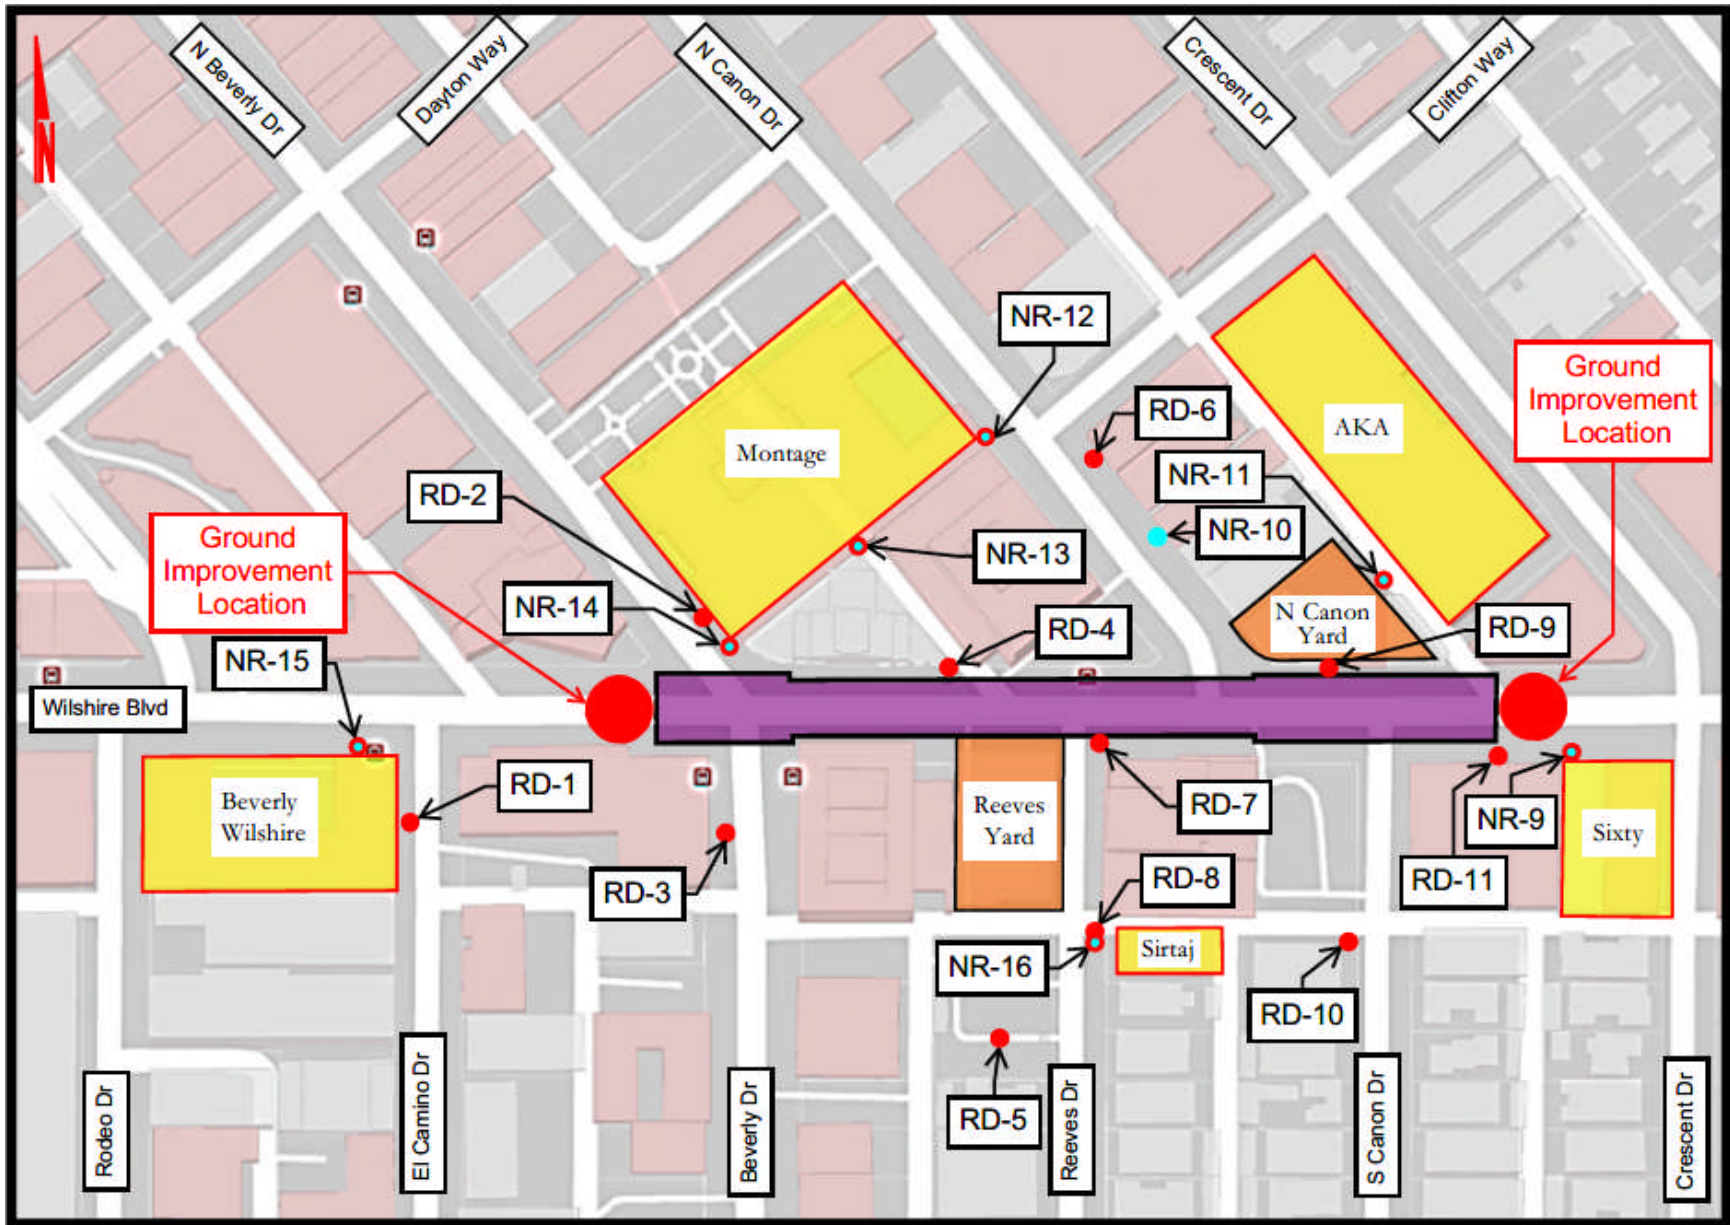 N Beverly Dr
Dayton Way
N Canon Dr
Crescent Dr
Clifton Way
N
NR-12
Ground
Improvement
Location
RD-6
AKA
Montage
NR-11
RD-2
NR-10
Ground
Improvement
Location
NR-13
NR-14
N Canon
Yard
RD-4
RD-9
NR-15
Wilshire Blvd
RD-1
Beverly
Wilshire
Reeves
Yard
RD-7
NR-9
Sixty
RD-3
RD-8
RD-11
NR-16
Sirtaj
RD-10
RD-5
Rodeo Dr
El Camino Dr
Beverly Dr
Reeves Dr
S Canon Dr
Crescent Dr